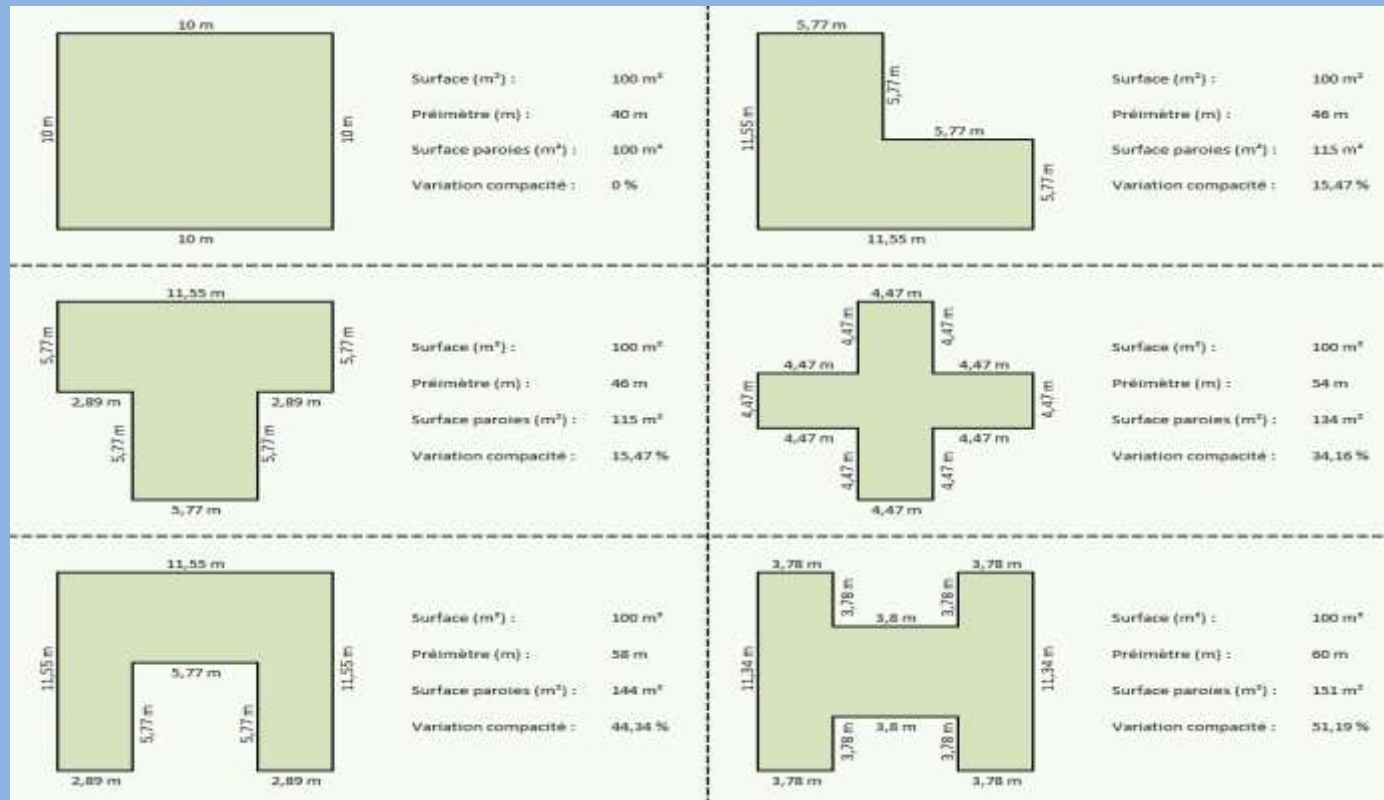 10 m
10 m
10 m
10 m
Surface (m²) : 100 m²
Préimètre (m) : 40 m
Surface paroies (m²) : 100 m²
Variation compacité : 0 %
5,77 m
5,77 m
11,55 m
5,77 m
5,77 m
11,55 m
Surface (m²) : 100 m²
Préimètre (m) : 46 m
Surface paroies (m²) : 115 m²
Variation compacité : 15,47 %
11,55 m
5,77 m
5,77 m
2,89 m
2,89 m
5,77 m
5,77 m
5,77 m
Surface (m²) : 100 m²
Préimètre (m) : 46 m
Surface paroies (m²) : 115 m²
Variation compacité : 15,47 %
4,47 m
4,47 m
4,47 m
4,47 m
4,47 m
4,47 m
4,47 m
4,47 m
4,47 m
4,47 m
4,47 m
4,47 m
Surface (m²) : 100 m²
Préimètre (m) : 54 m
Surface paroies (m²) : 134 m²
Variation compacité : 34,16 %
11,55 m
11,55 m
11,55 m
5,77 m
5,77 m
5,77 m
2,89 m
2,89 m
Surface (m²) : 100 m²
Préimètre (m) : 58 m
Surface paroies (m²) : 144 m²
Variation compacité : 44,34 %
3,78 m
3,78 m
3,78 m
3,78 m
3,8 m
11,34 m
11,34 m
3,8 m
3,78 m
3,78 m
3,78 m
3,78 m
Surface (m²) : 100 m²
Préimètre (m) : 60 m
Surface paroies (m²) : 151 m²
Variation compacité : 51,19 %